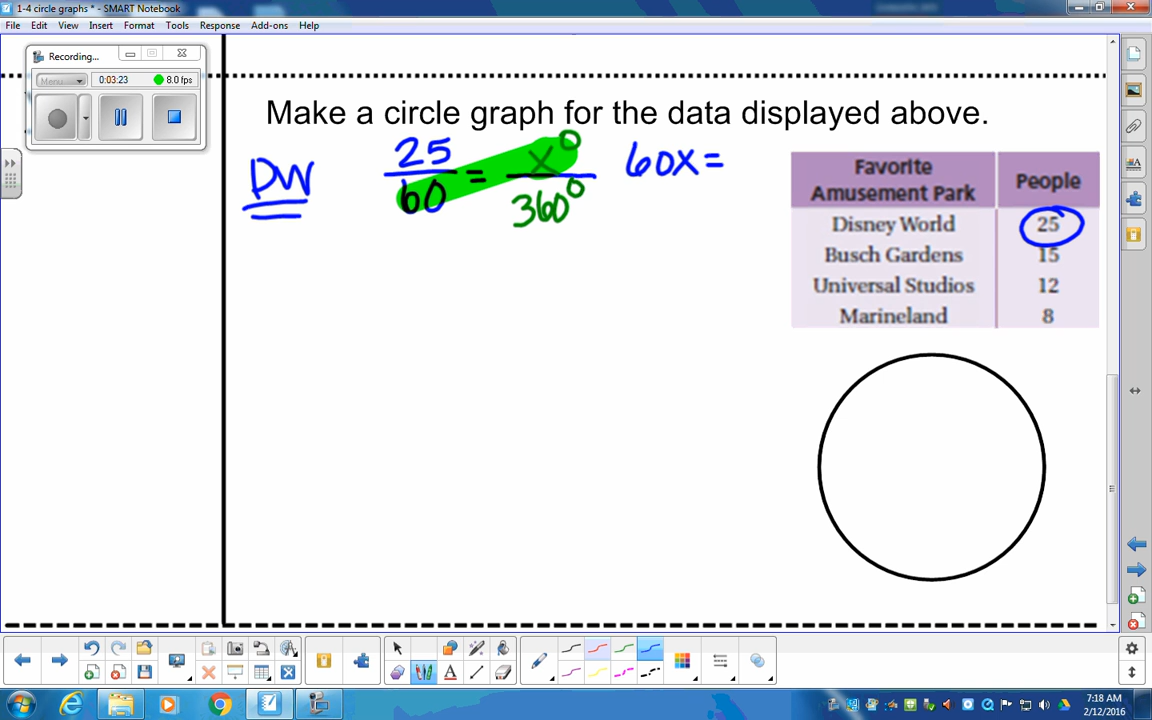 1-4 circle graphs * - SMART Notebook
File Edit View Insert Format Tools Response Add-ons Help
Recording...
Menu
0:03:23
8.0 fps
Make a circle graph for the data displayed above.
DW
25/60 = x°/360°
60x=
Favorite Amusement Park People
Disney World 25
Busch Gardens 15
Universal Studios 12
Marineland 8
7:18 AM
2/12/2016